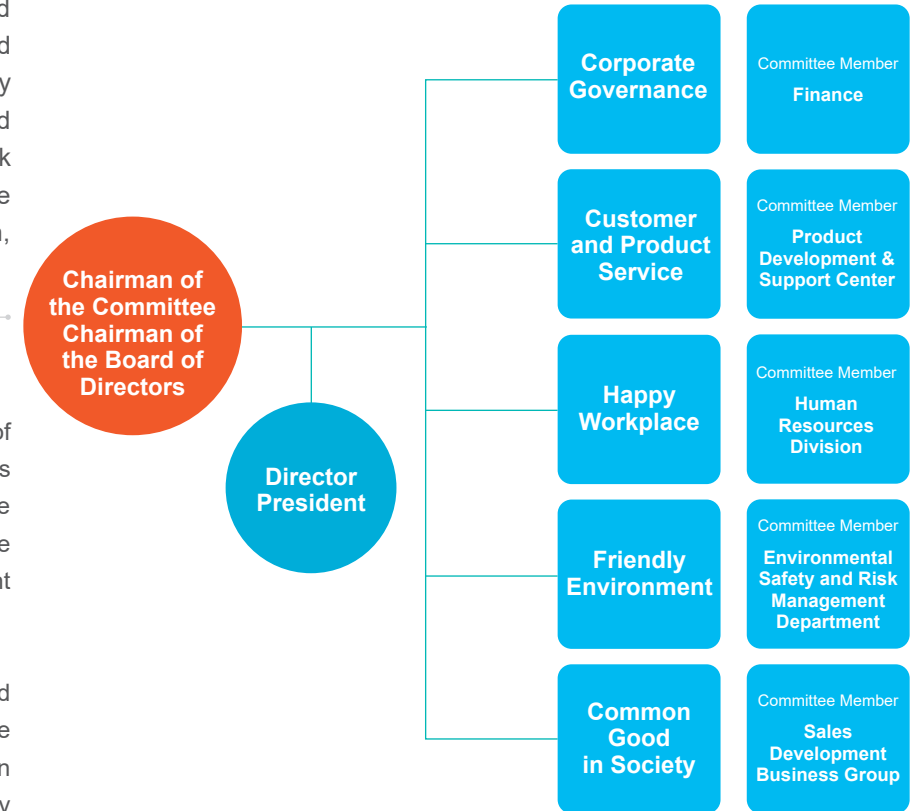 d
d
y
d
k
e
n,
of
s
e
e
nt
d
e
n
y
Chairman of
the Committee
Chairman of
the Board of
Directors
Director
President
Corporate
Governance
Committee Member
Finance
Customer
and Product
Service
Committee Member
Product
Development &
Support Center
Happy
Workplace
Committee Member
Human
Resources
Division
Friendly
Environment
Committee Member
Environmental
Safety and Risk
Management
Department
Common
Good
in Society
Committee Member
Sales
Development
Business Group